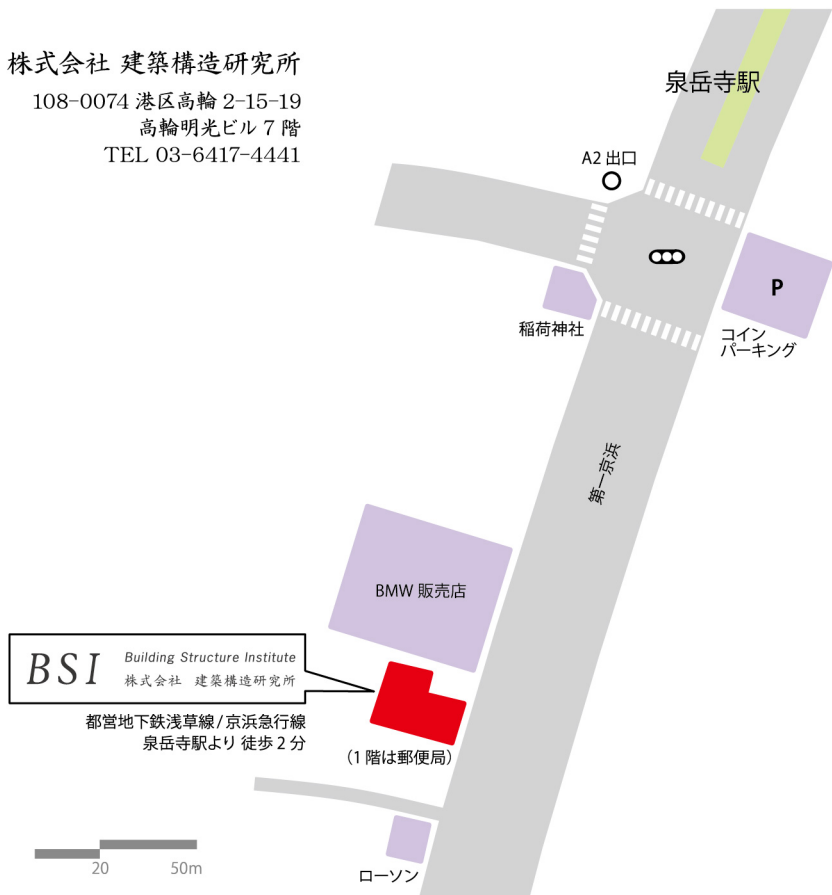 株式会社 建築構造研究所
108-0074 港区高輪 2-15-19
高輪明光ビル 7 階
TEL 03-6417-4441
泉岳寺駅
A2 出口
P
稲荷神社
コイン
パーキング
第一京浜
BMW 販売店
BSI
Building Structure Institute
株式会社 建築構造研究所
都営地下鉄浅草線/京浜急行線
泉岳寺駅より 徒歩 2 分
(1 階は郵便局)
20 50m
ローソン